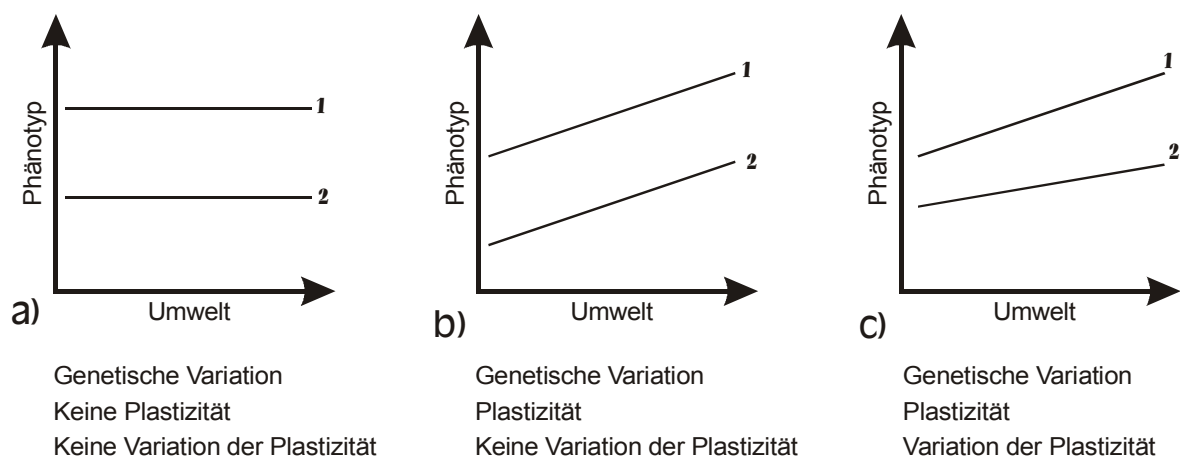 Phänotyp
1
2
Umwelt
a)
Genetische Variation
Keine Plastizität
Keine Variation der Plastizität
Phänotyp
1
2
Umwelt
b)
Genetische Variation
Plastizität
Keine Variation der Plastizität
Phänotyp
1
2
Umwelt
c)
Genetische Variation
Plastizität
Variation der Plastizität